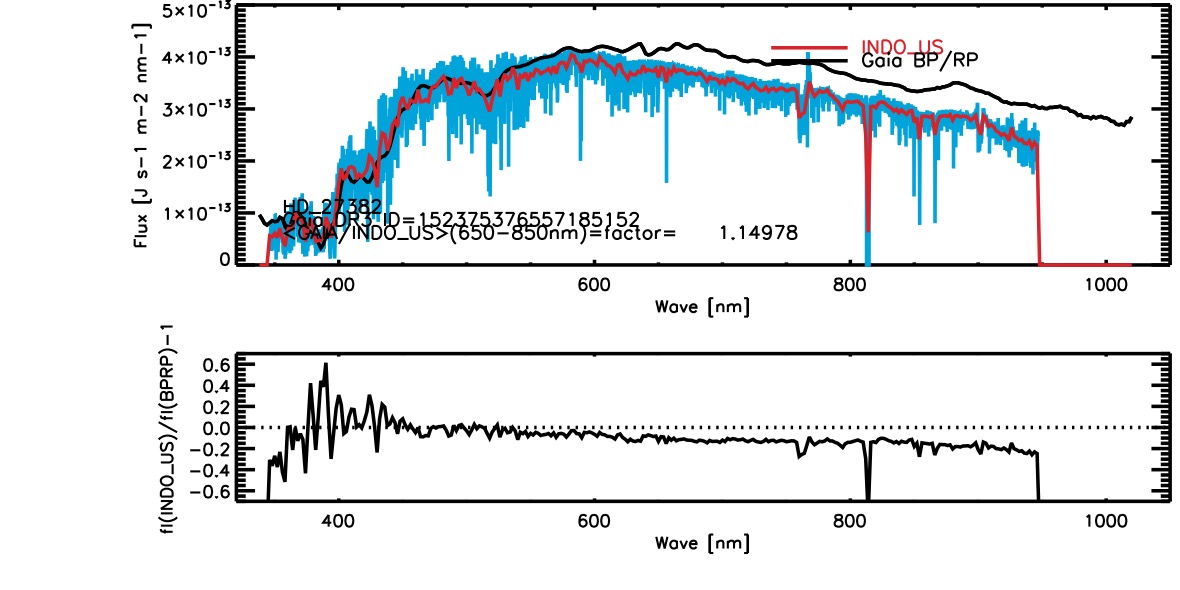 5×10-13
4×10-13
3×10-13
2×10-13
1×10-13
0
Flux [J s-1 m-2 nm-1]
INDO_US
Gaia BP/RP
HD_27382
Gaia DR3 ID=152375376557185152
<GAIA/INDO_US>(650-850nm)=factor= 1.14978
400 600 800 1000
Wave [nm]
fl(INDO_US)/fl(BPRP)-1
0.6
0.4
0.2
0.0
-0.2
-0.4
-0.6
400 600 800 1000
Wave [nm]